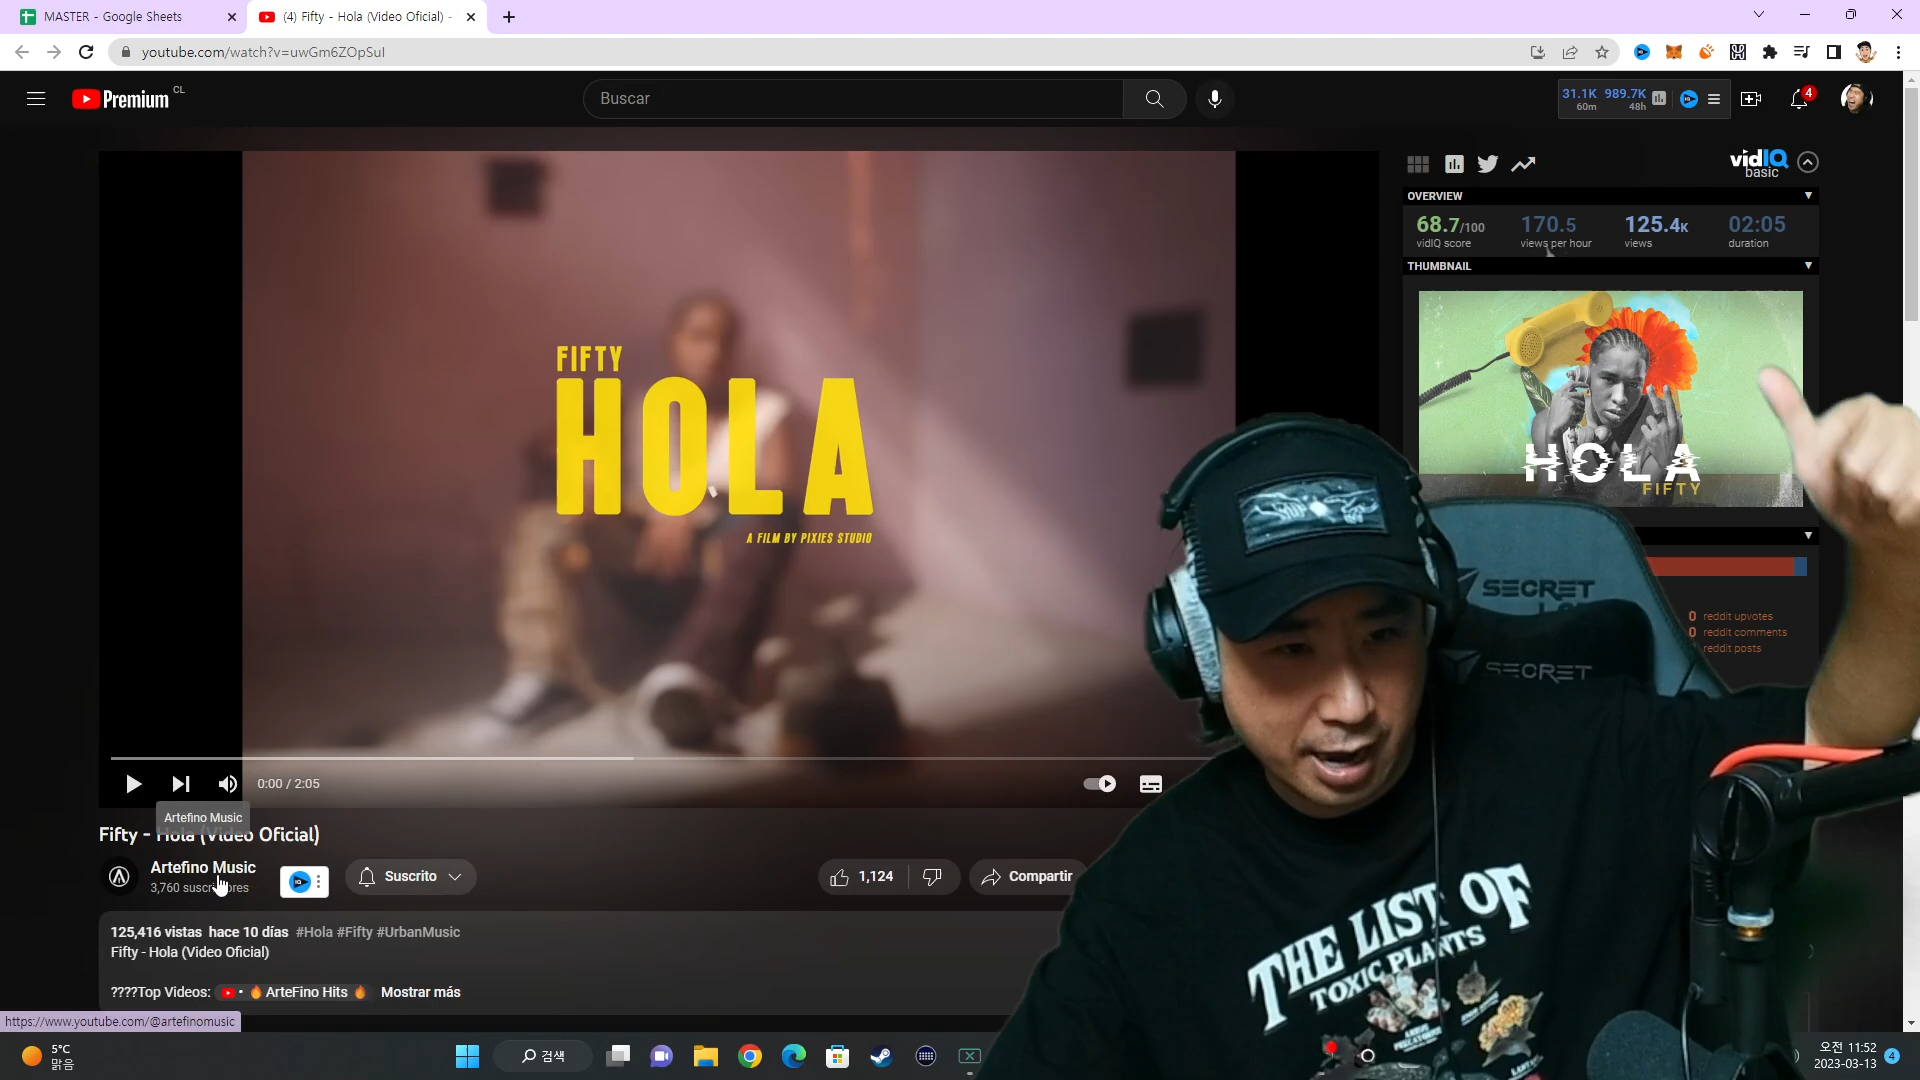 MASTER - Google Sheets
(4) Fifty - Hola (Video Oficial) -
youtube.com/watch?v=uwGm6ZOpSuI
Premium CL
Buscar
31.1K 989.7K
60m 48h
4
vidIQ
basic
OVERVIEW
68.7/100 170.5 125.4K 02:05
vidIQ score views per hour views duration
THUMBNAIL
HOLA
FIFTY
FIFTY
HOLA
A FILM BY PIXIES STUDIO
0 reddit upvotes
0 reddit comments
reddit posts
SECRET
SECRET
0:00 / 2:05
Artefino Music
Fifty - Hola (Video Oficial)
Artefino Music
3,760
Suscrito
1,124
Compartir
125,416 vistas hace 10 días #Hola #Fifty #UrbanMusic
Fifty - Hola (Video Oficial)
????Top Videos: ArteFino Hits Mostrar más
THE LIST OF
TOXIC PLANTS
https://www.youtube.com/@artefinomusic
5°C
맑음
검색
오전 11:52
2023-03-13
4